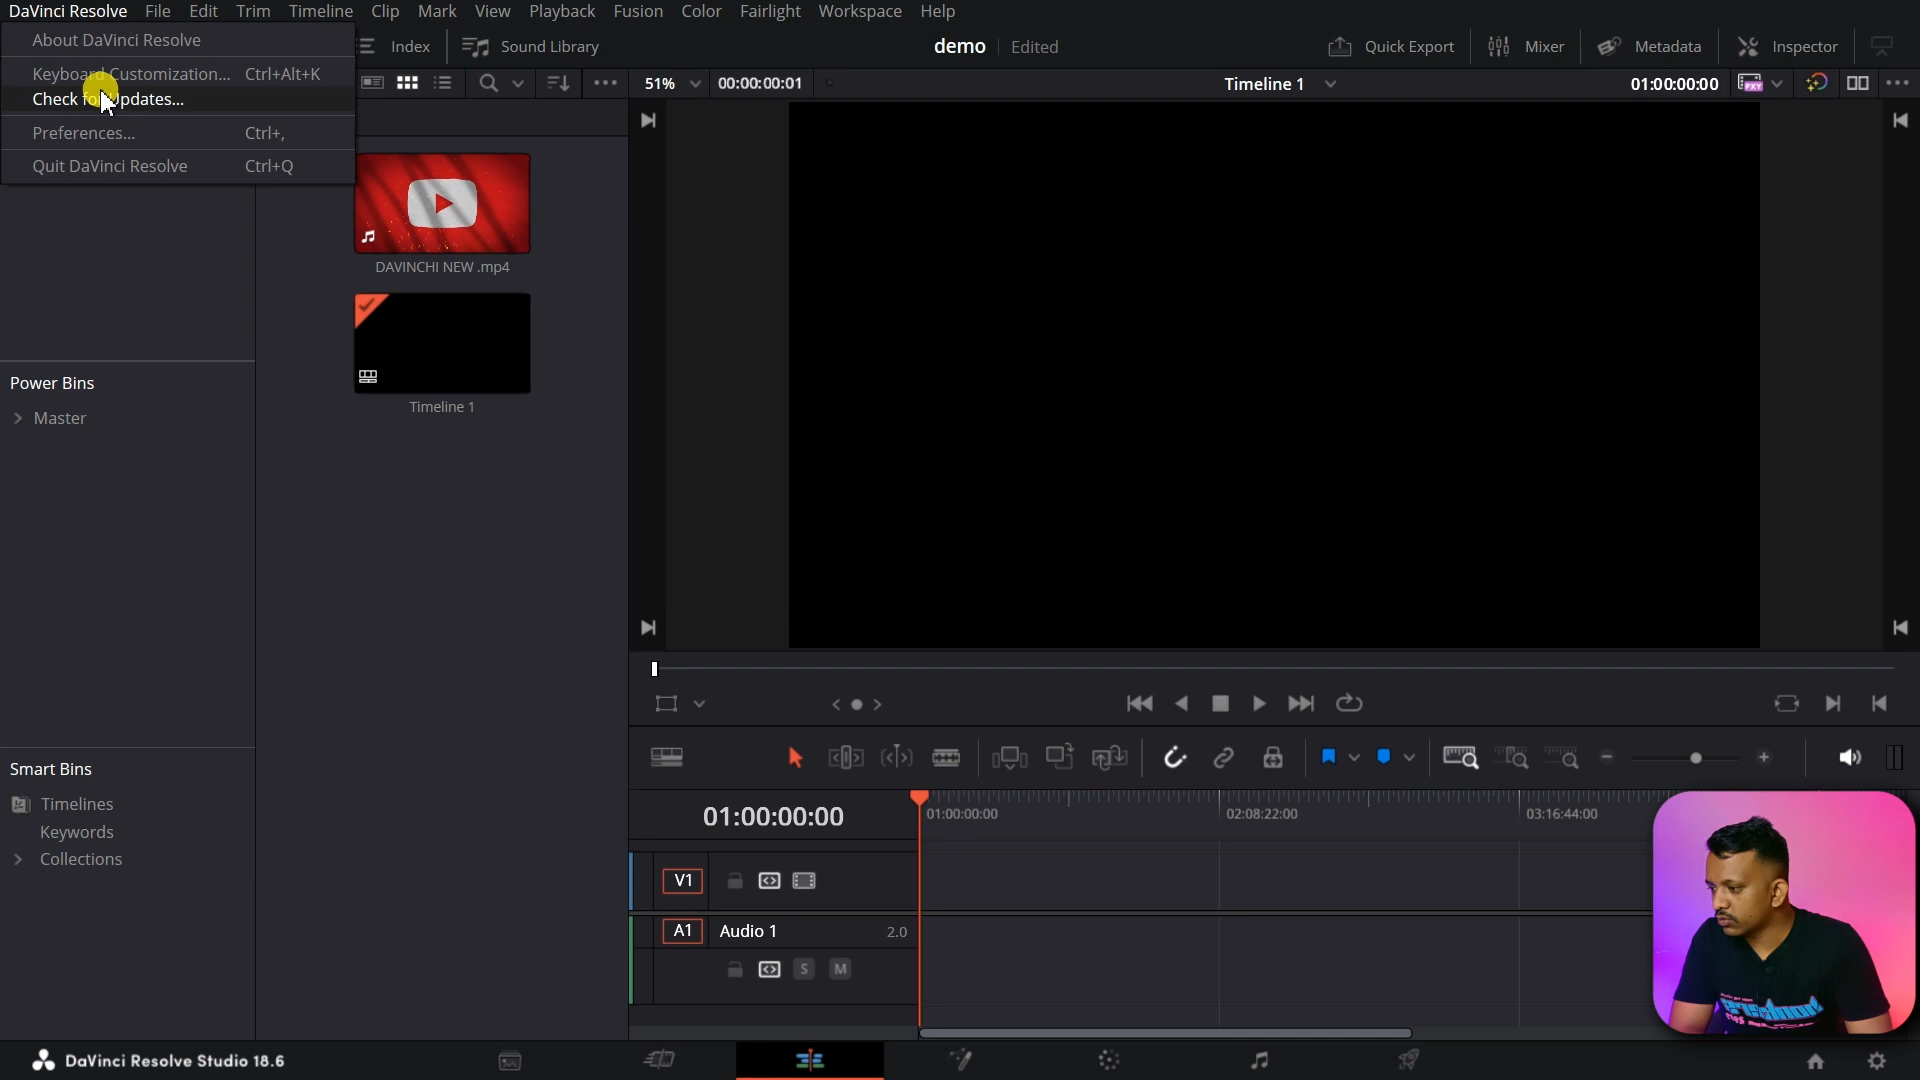 DaVinci Resolve File Edit Trim Timeline Clip Mark View Playback Fusion Color Fairlight Workspace Help
About DaVinci Resolve
Keyboard Customization... Ctrl+Alt+K
Check for Updates...
Preferences... Ctrl+,
Quit DaVinci Resolve Ctrl+Q
Index Sound Library demo Edited Quick Export Mixer Metadata Inspector
51% 00:00:00:01 Timeline 1 01:00:00:00 PXY
DAVINCHI NEW .mp4
Timeline 1
Power Bins
Master
Smart Bins
Timelines
Keywords
Collections
01:00:00:00 01:00:00:00 02:08:22:00 03:16:44:00
V1
A1 Audio 1 2.0
S M
DaVinci Resolve Studio 18.6